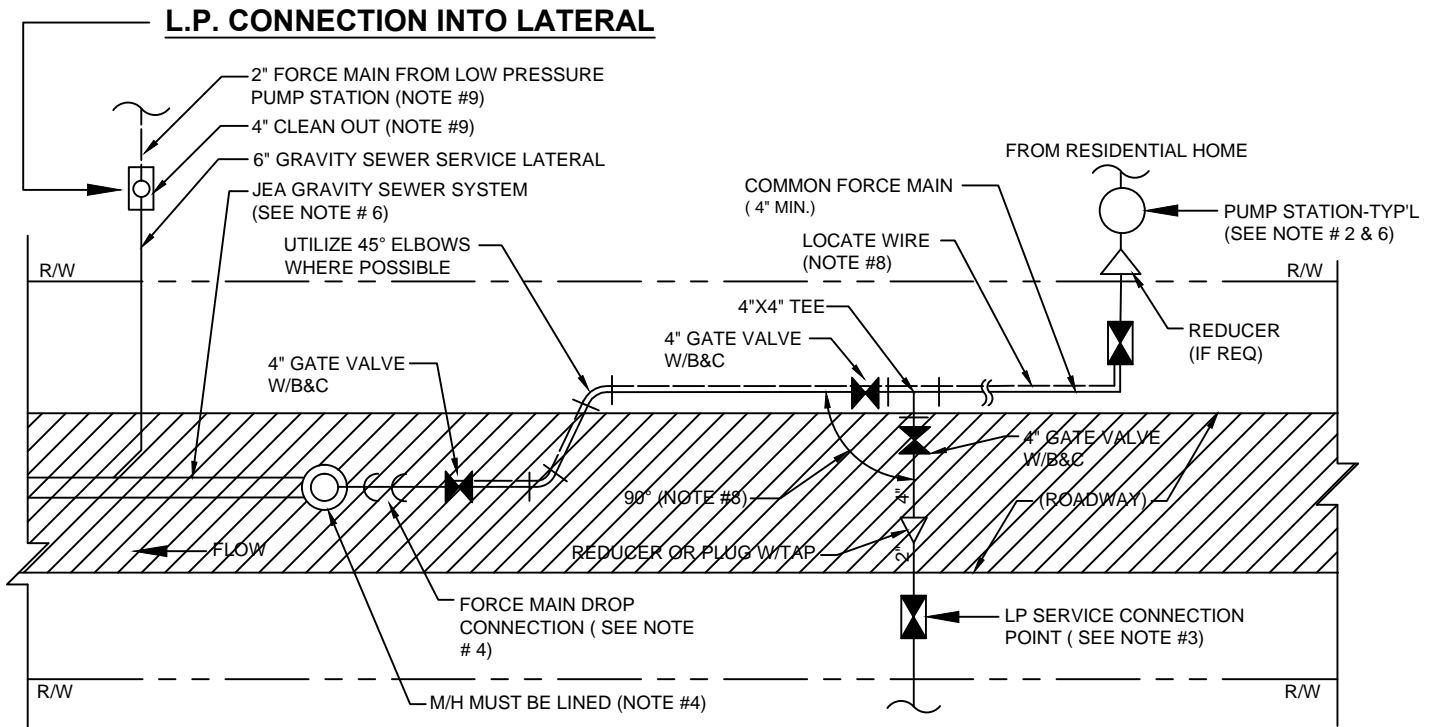 L.P. CONNECTION INTO LATERAL
2" FORCE MAIN FROM LOW PRESSURE
PUMP STATION (NOTE #9)
4" CLEAN OUT (NOTE #9)
6" GRAVITY SEWER SERVICE LATERAL
JEA GRAVITY SEWER SYSTEM
(SEE NOTE # 6)
UTILIZE 45° ELBOWS
WHERE POSSIBLE
FROM RESIDENTIAL HOME
COMMON FORCE MAIN
( 4" MIN.)
PUMP STATION-TYP'L
(SEE NOTE # 2 & 6)
LOCATE WIRE
(NOTE #8)
R/W
R/W
4"X4" TEE
4" GATE VALVE
W/B&C
REDUCER
(IF REQ)
4" GATE VALVE
W/B&C
4" GATE VALVE
W/B&C
90° (NOTE #8)
4"
(ROADWAY)
FLOW
REDUCER OR PLUG W/TAP
2"
FORCE MAIN DROP
CONNECTION ( SEE NOTE
# 4)
LP SERVICE CONNECTION
POINT ( SEE NOTE #3)
R/W
M/H MUST BE LINED (NOTE #4)
R/W